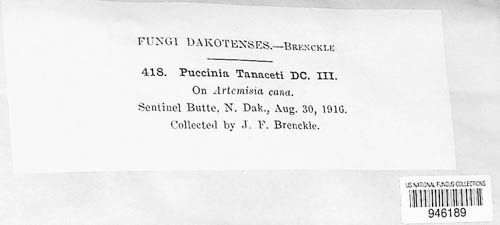 FUNGI DAKOTENSES.—BRENCKLE
418. Puccinia Tanaceti DC. III.
On Artemisia cana.
Sentinel Butte, N. Dak., Aug. 30, 1916.
Collected by J. F. Brenckle.
US NATIONAL FUNGUS COLLECTIONS
946189